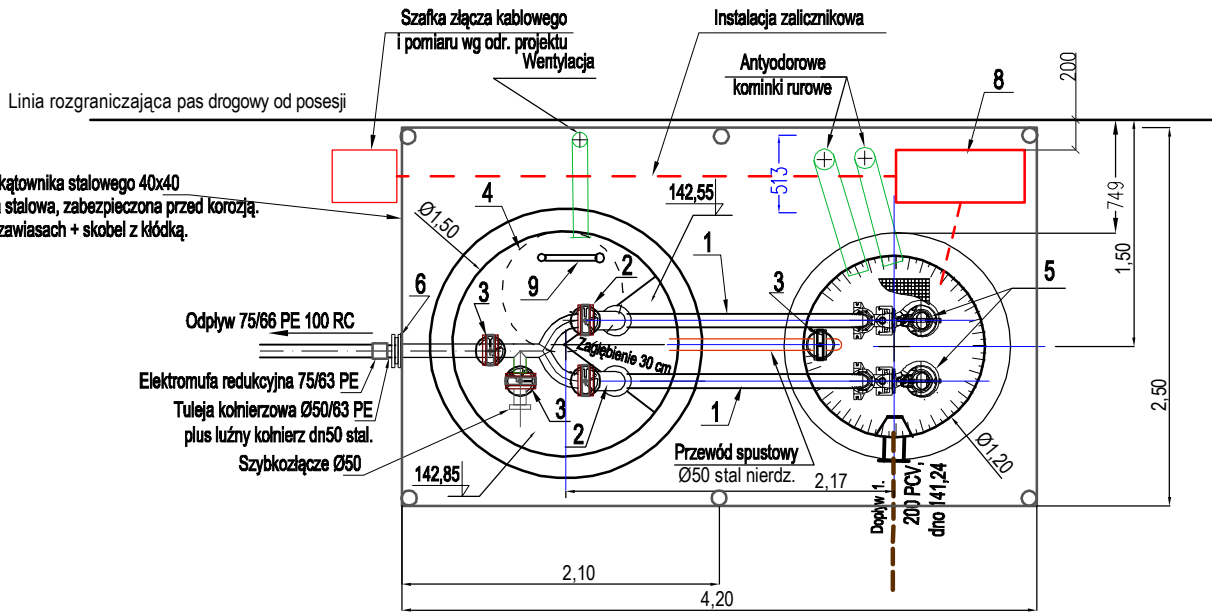 Szafka złącza kablowego
i pomiaru wg odr. projektu
Instalacja zalicznikowa
Wentylacja
Antyodorowe
kominki rurowe
8
200
Linia rozgraniczająca pas drogowy od posesji
kątownika stalowego 40x40
stalowa, zabezpieczona przed korozją.
zawiasach + skobel z kłódką.
513
749
1,50
2,50
142,55
4
Ø1,50
1
2
9
6
3
3
5
Odpływ 75/66 PE 100 RC
Zagłębienie 30 cm
Elektromufa redukcyjna 75/63 PE
Tuleja kołnierzowa Ø50/63 PE
plus luźny kołnierz dn50 stal.
Szybkozłącze Ø50
3
2
1
142,85
Przewód spustowy
Ø50 stal nierdz.
2,17
Ø1,20
Dopływ 1.
200 PCV,
dno 141,24
2,10
4,20